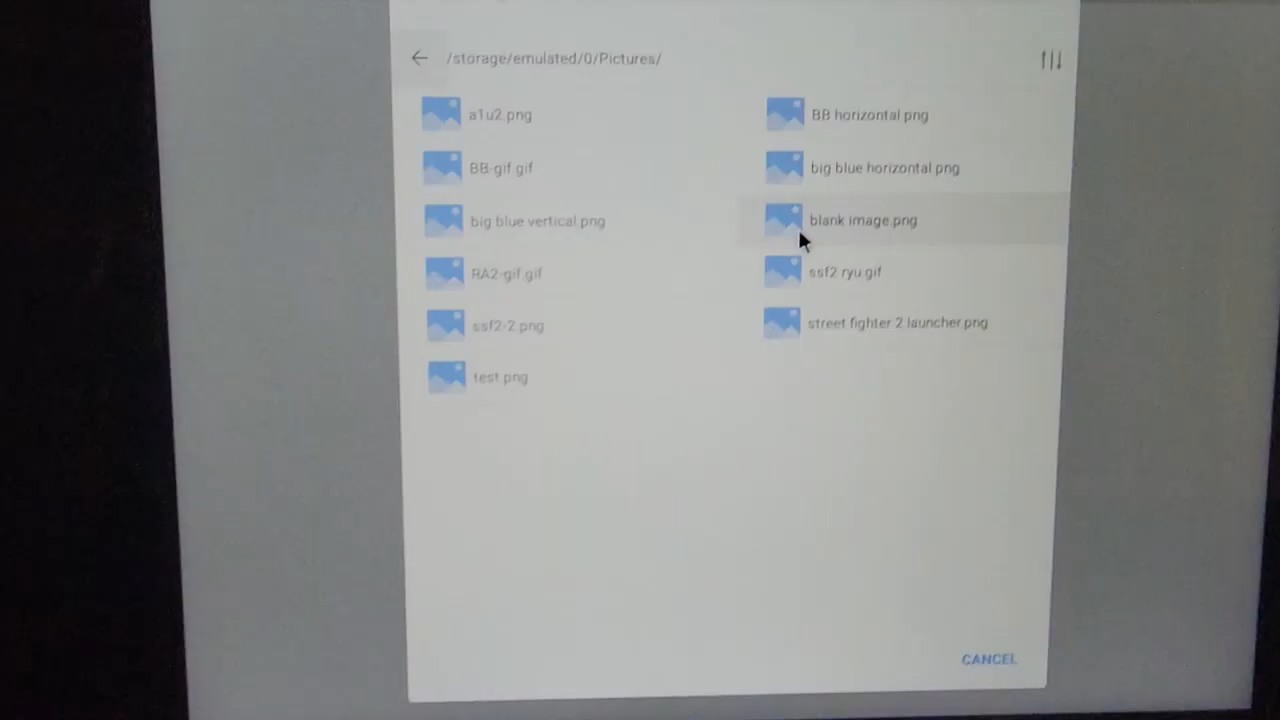 /storage/emulated/0/Pictures/
a1u2.png
BB horizontal.png
BB-gif.gif
big blue horizontal.png
big blue vertical.png
blank image.png
RA2-gif.gif
ssf2 ryu.gif
ssf2-2.png
street fighter 2 launcher.png
test.png
CANCEL